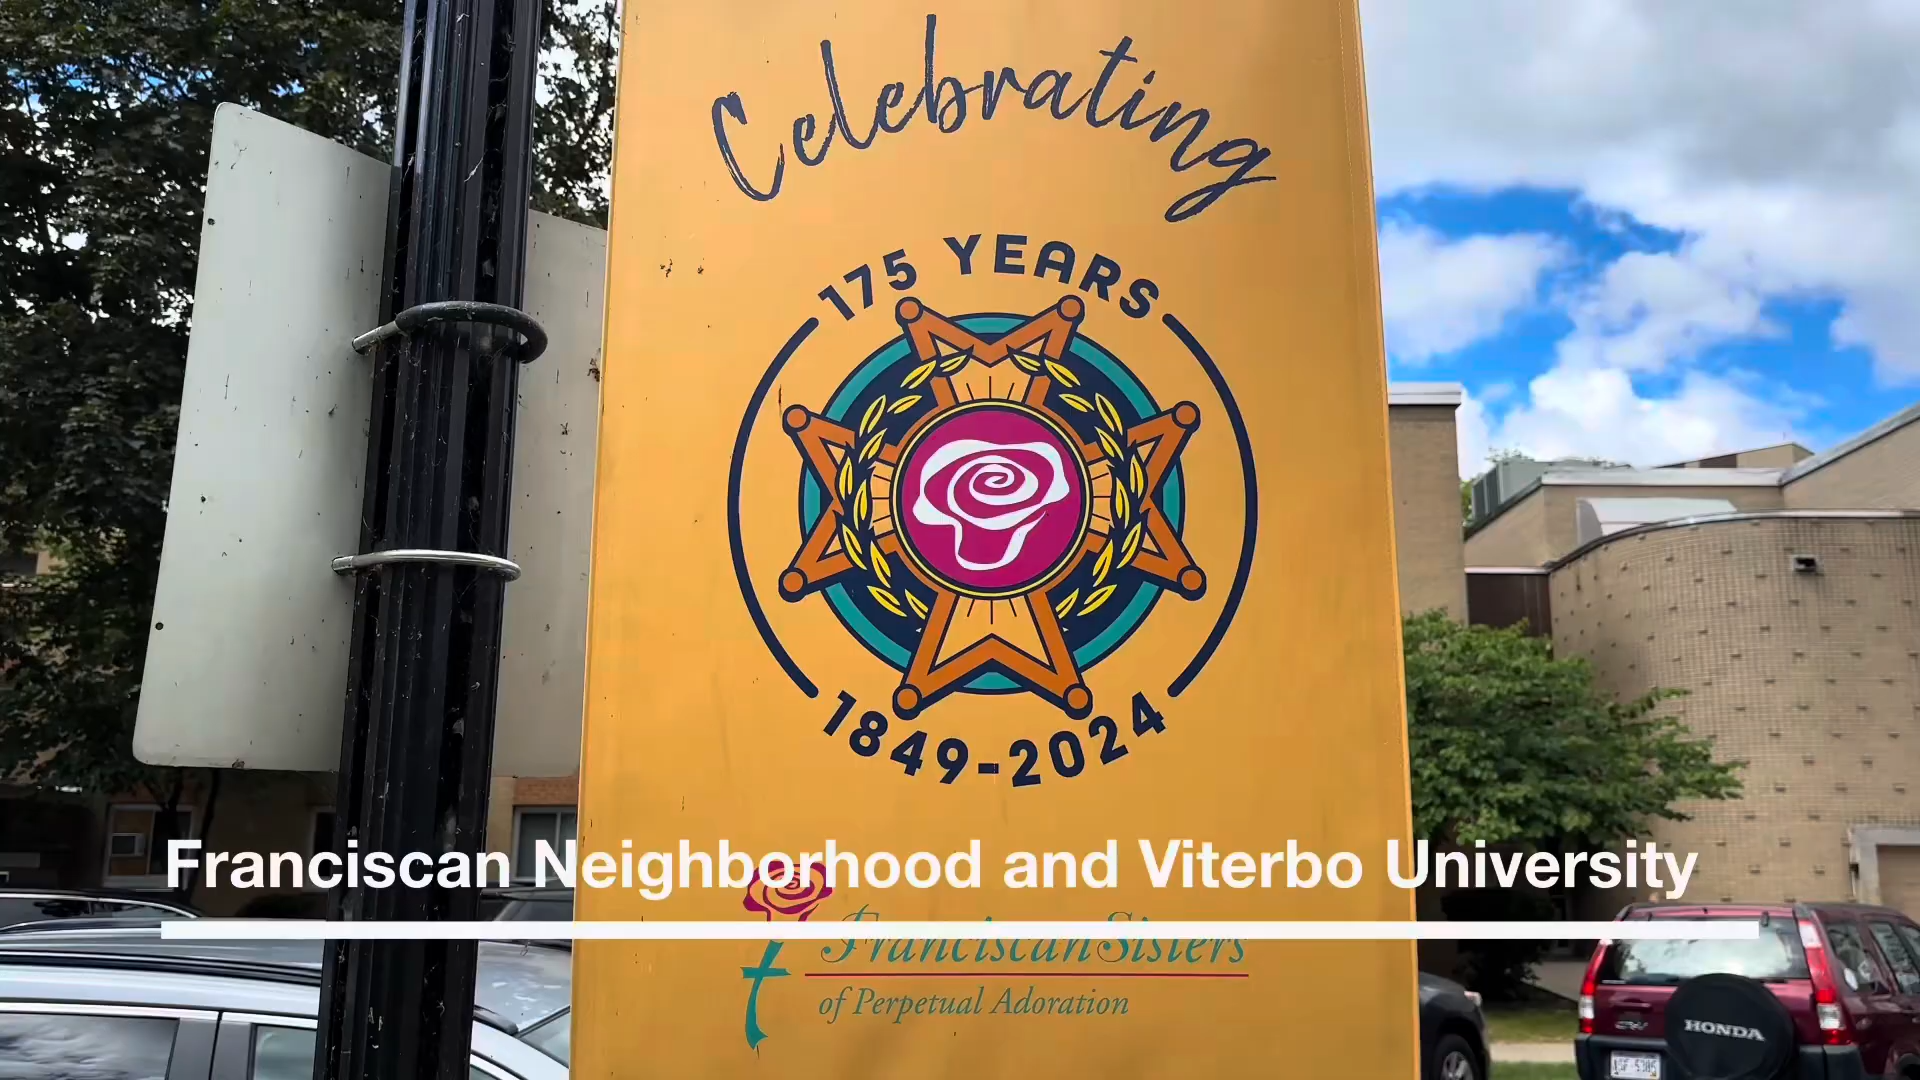 Celebrating
175 YEARS
1849-2024
Franciscan Neighborhood and Viterbo University
Franciscan Sisters
of Perpetual Adoration
HONDA